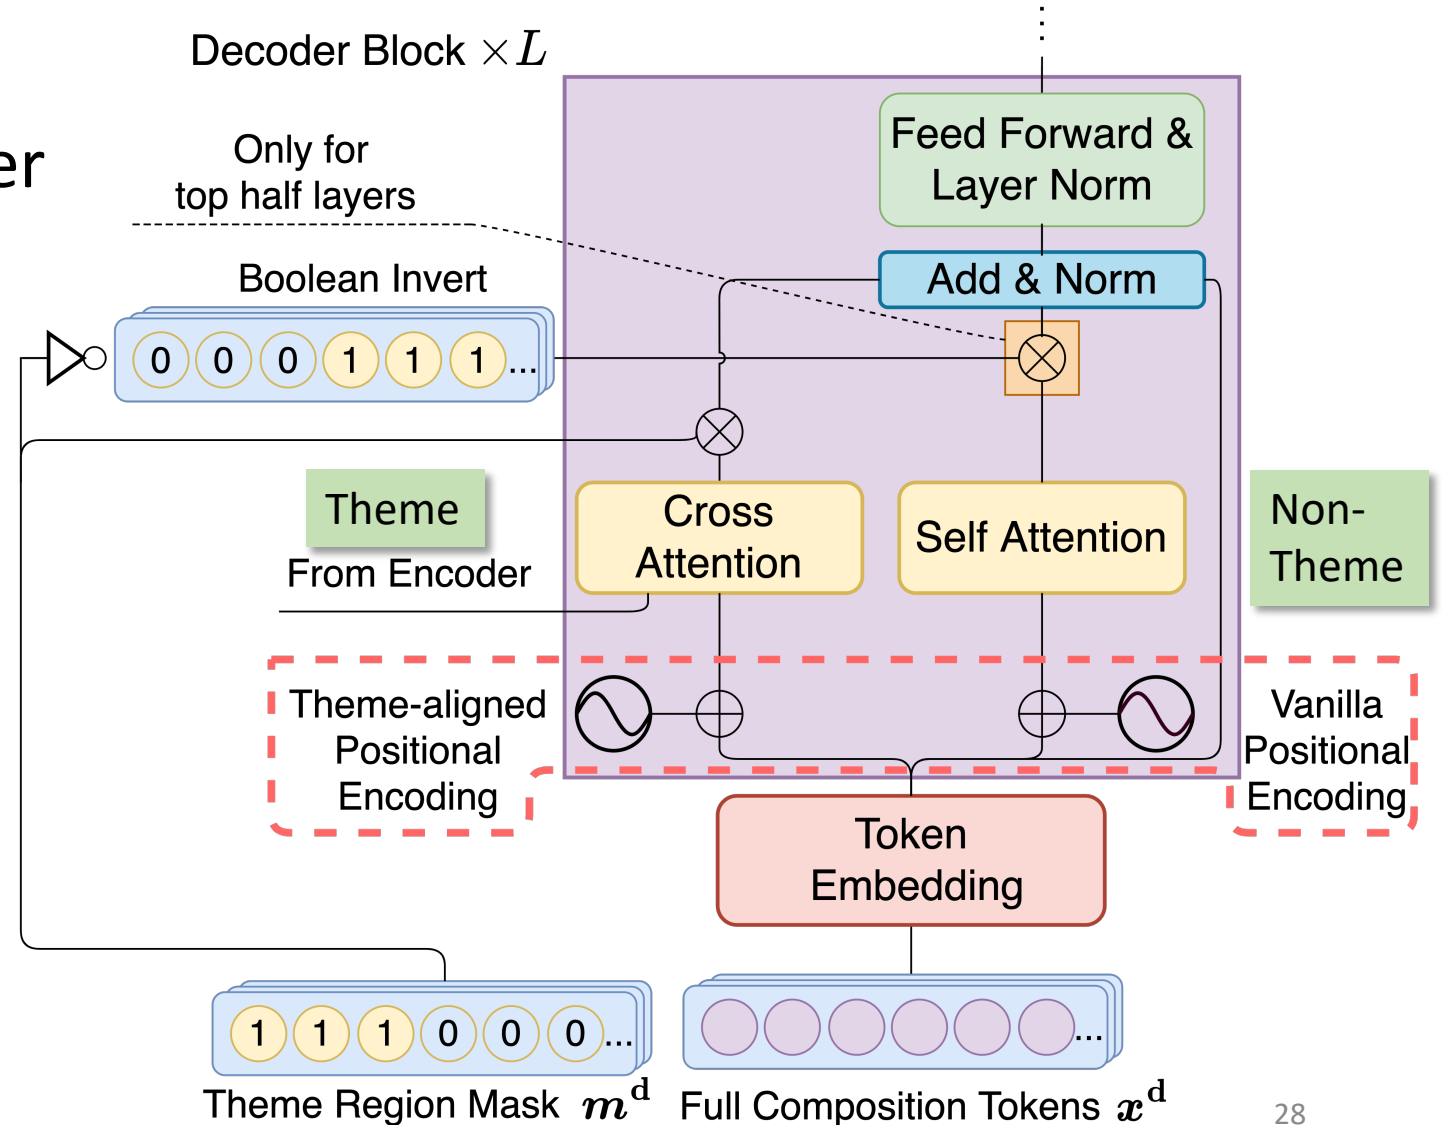 Decoder Block ×L
er
Only for
top half layers
Feed Forward &
Layer Norm
Add & Norm
Boolean Invert
0 0 0 1 1 1 ...
Theme
From Encoder
Cross
Attention
Self Attention
Non-
Theme
Theme-aligned
Positional
Encoding
Vanilla
Positional
Encoding
Token
Embedding
1 1 1 0 0 0 ...
...
Theme Region Mask m^d
Full Composition Tokens x^d
28